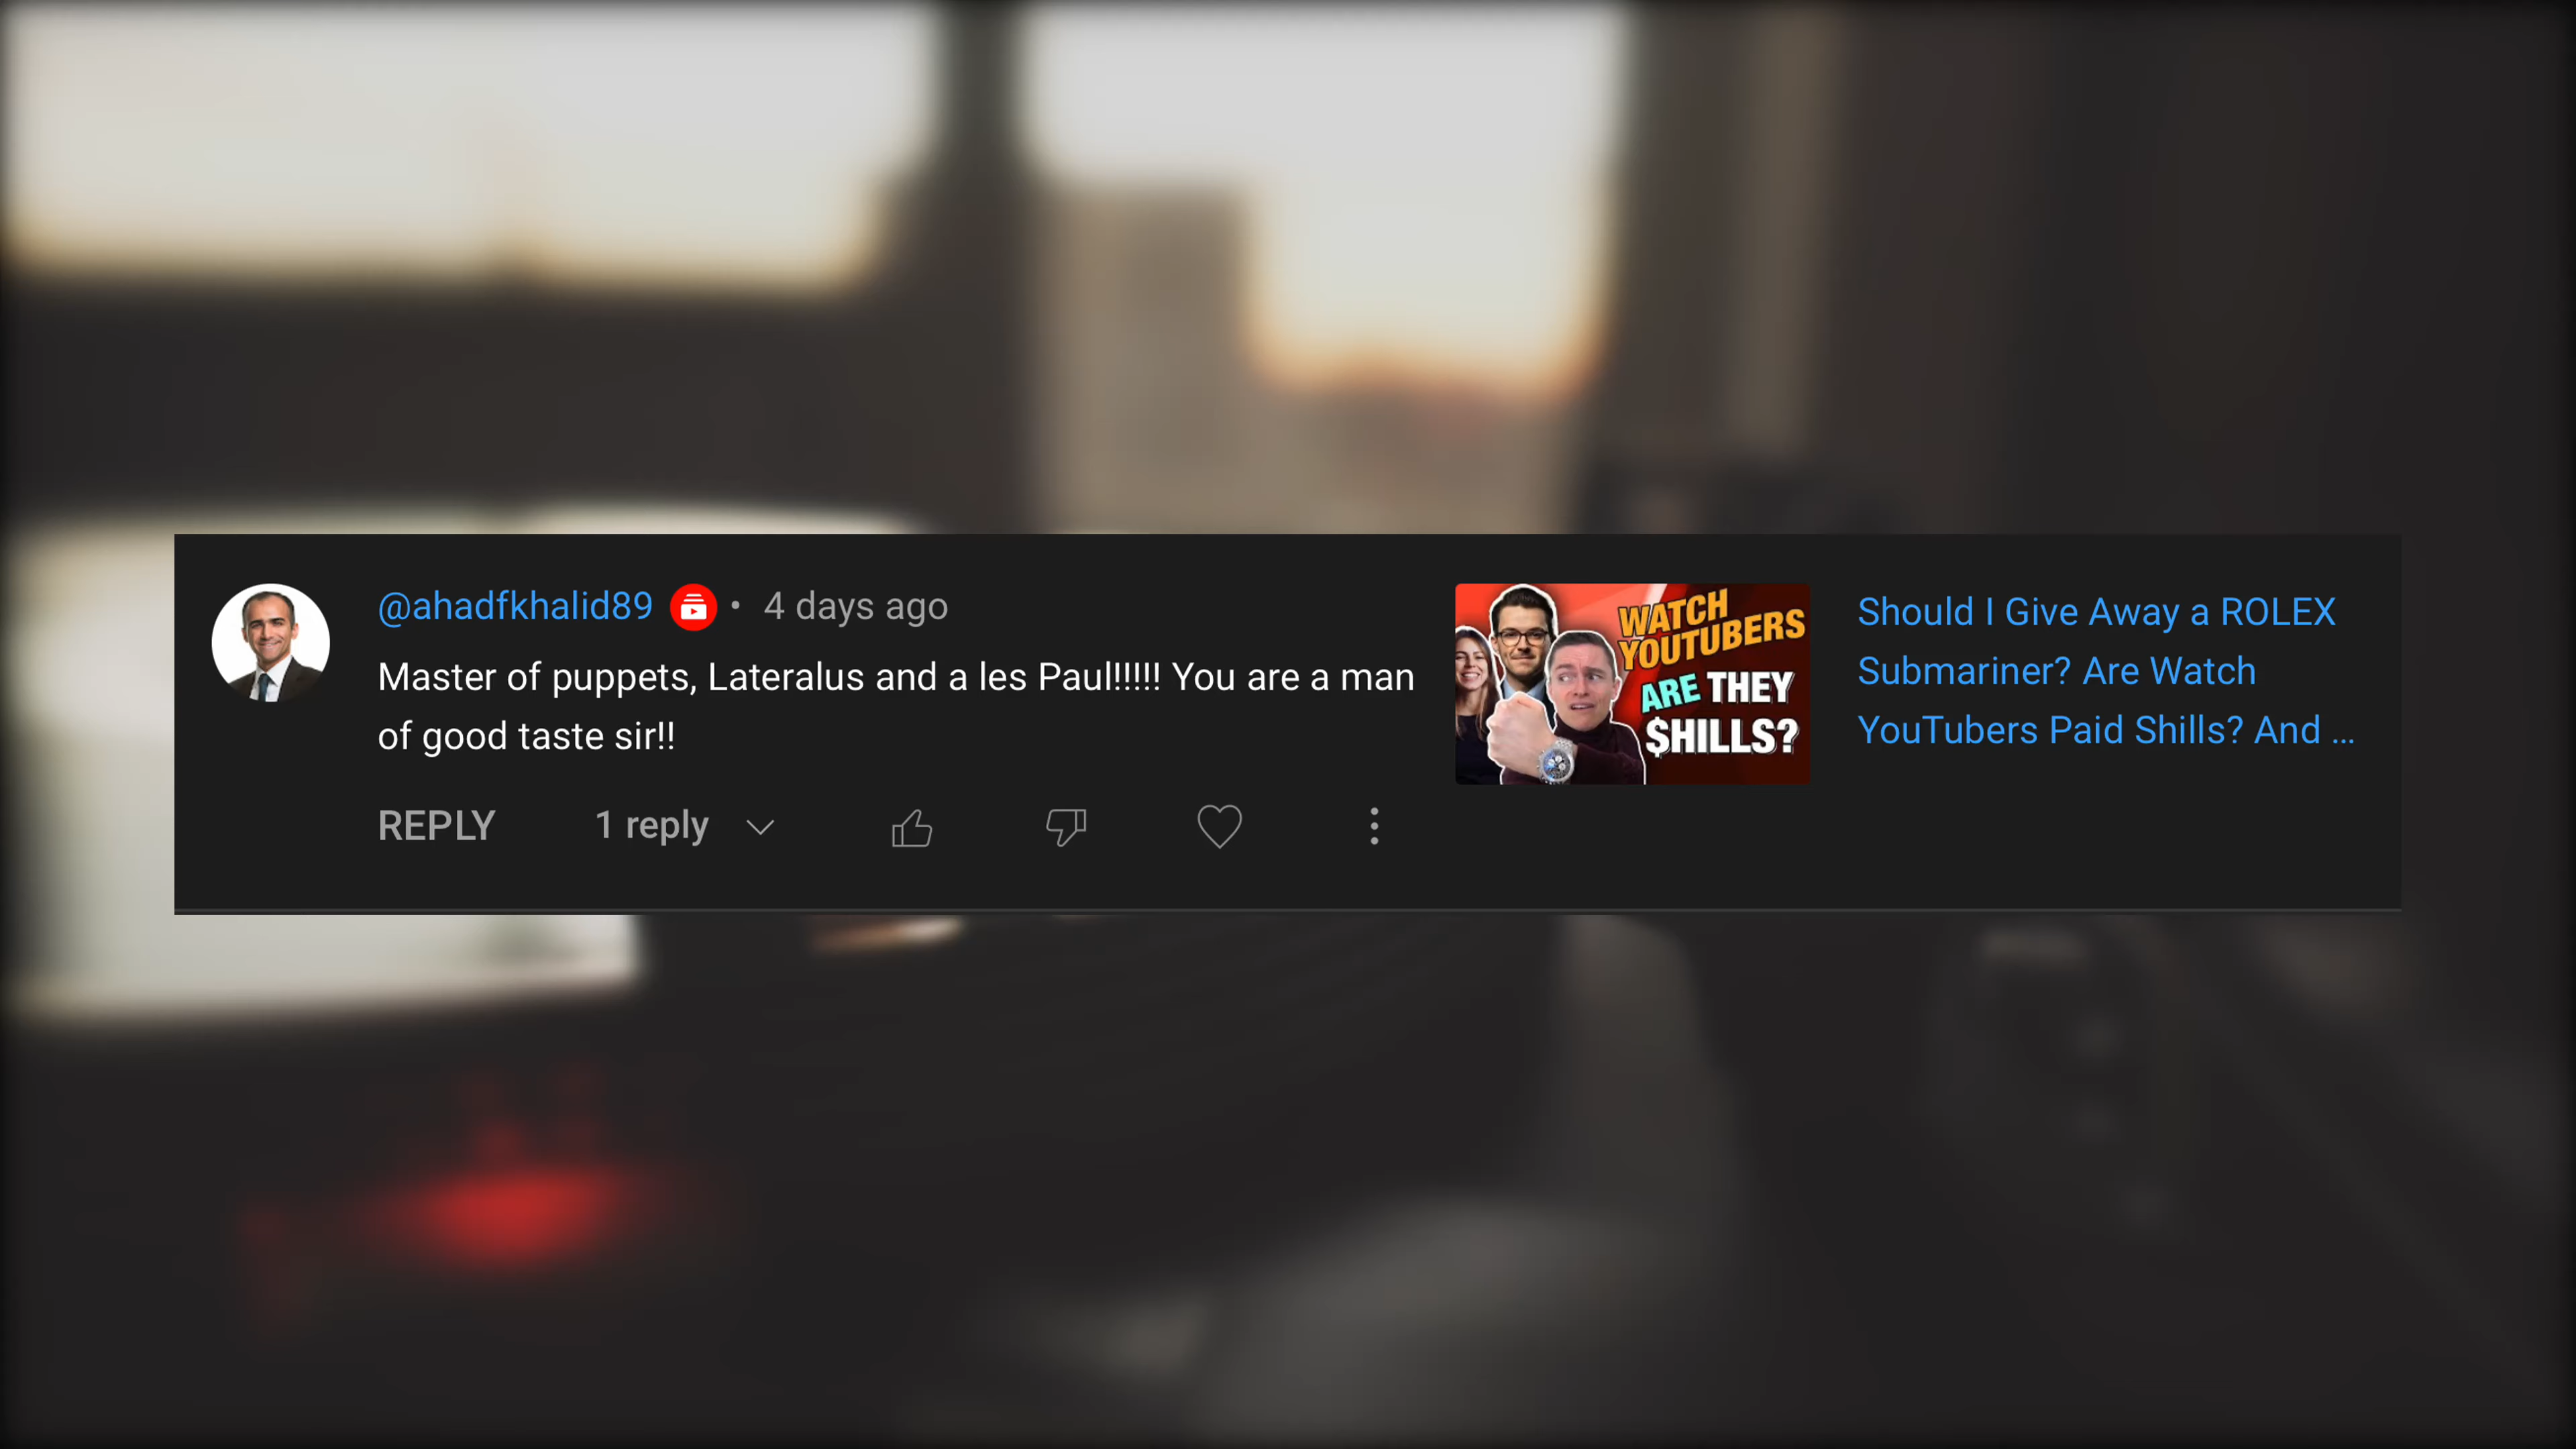 @ahadfkhalid89 • 4 days ago
Master of puppets, Lateralus and a les Paul!!!!! You are a man
of good taste sir!!
REPLY 1 reply
WATCH
YOUTUBERS
ARE THEY
$HILLS?
Should I Give Away a ROLEX
Submariner? Are Watch
YouTubers Paid Shills? And ...